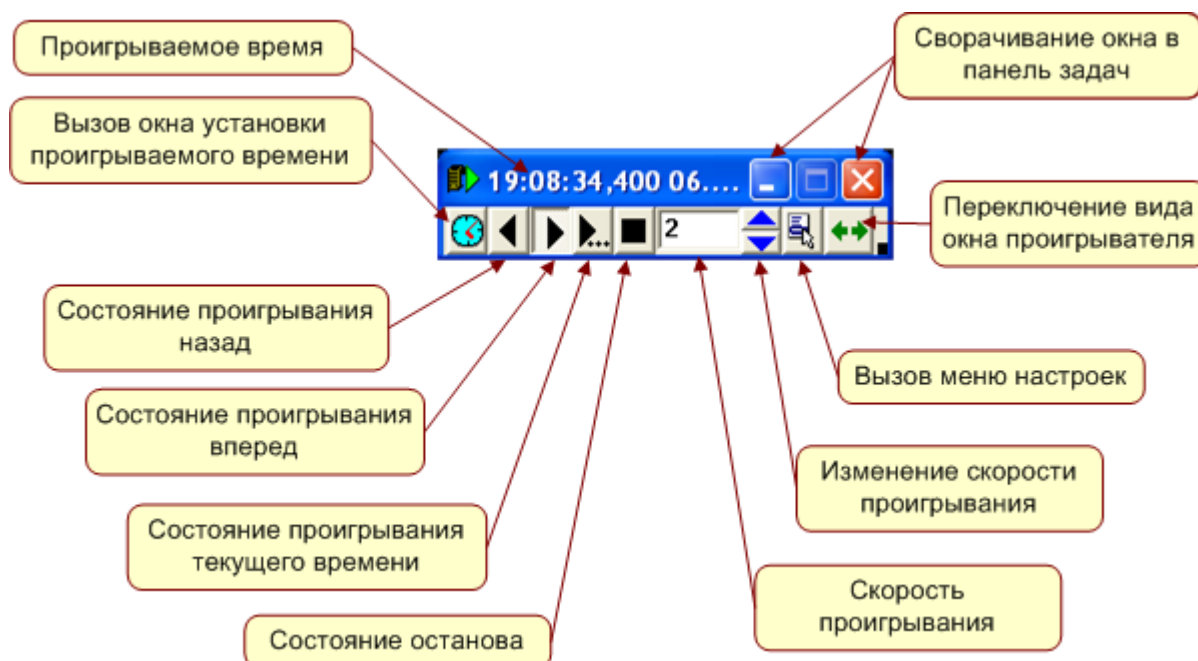 Проигрываемое время
Сворачивание окна в
панель задач
Вызов окна установки
проигрываемого времени
19:08:34,400 06....
2
Переключение вида
окна проигрывателя
Состояние проигрывания
назад
Вызов меню настроек
Состояние проигрывания
вперед
Изменение скорости
проигрывания
Состояние проигрывания
текущего времени
Скорость
проигрывания
Состояние останова